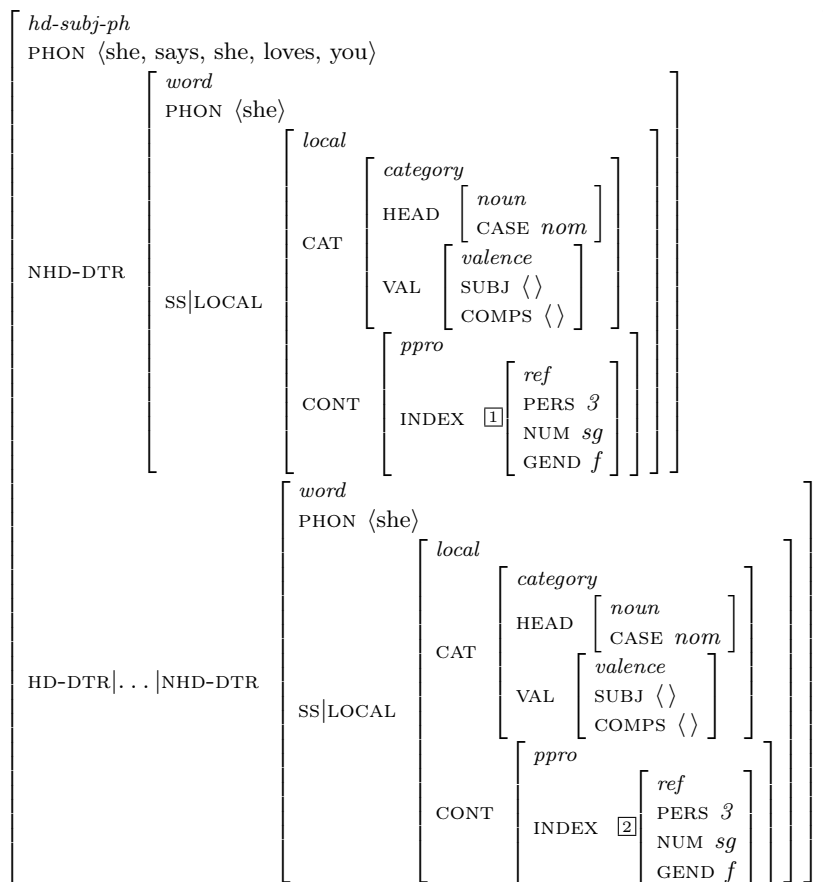 hd-subj-ph
PHON ⟨she, says, she, loves, you⟩
word
PHON ⟨she⟩
local
category
HEAD noun
CASE nom
CAT
valence
VAL SUBJ ⟨ ⟩
COMPS ⟨ ⟩
NHD-DTR
SS|LOCAL
ppro
ref
PERS 3
CONT INDEX 1
NUM sg
GEND f
word
PHON ⟨she⟩
local
category
HEAD noun
CASE nom
CAT
valence
VAL SUBJ ⟨ ⟩
COMPS ⟨ ⟩
HD-DTR|...|NHD-DTR
SS|LOCAL
ppro
ref
PERS 3
CONT INDEX 2
NUM sg
GEND f